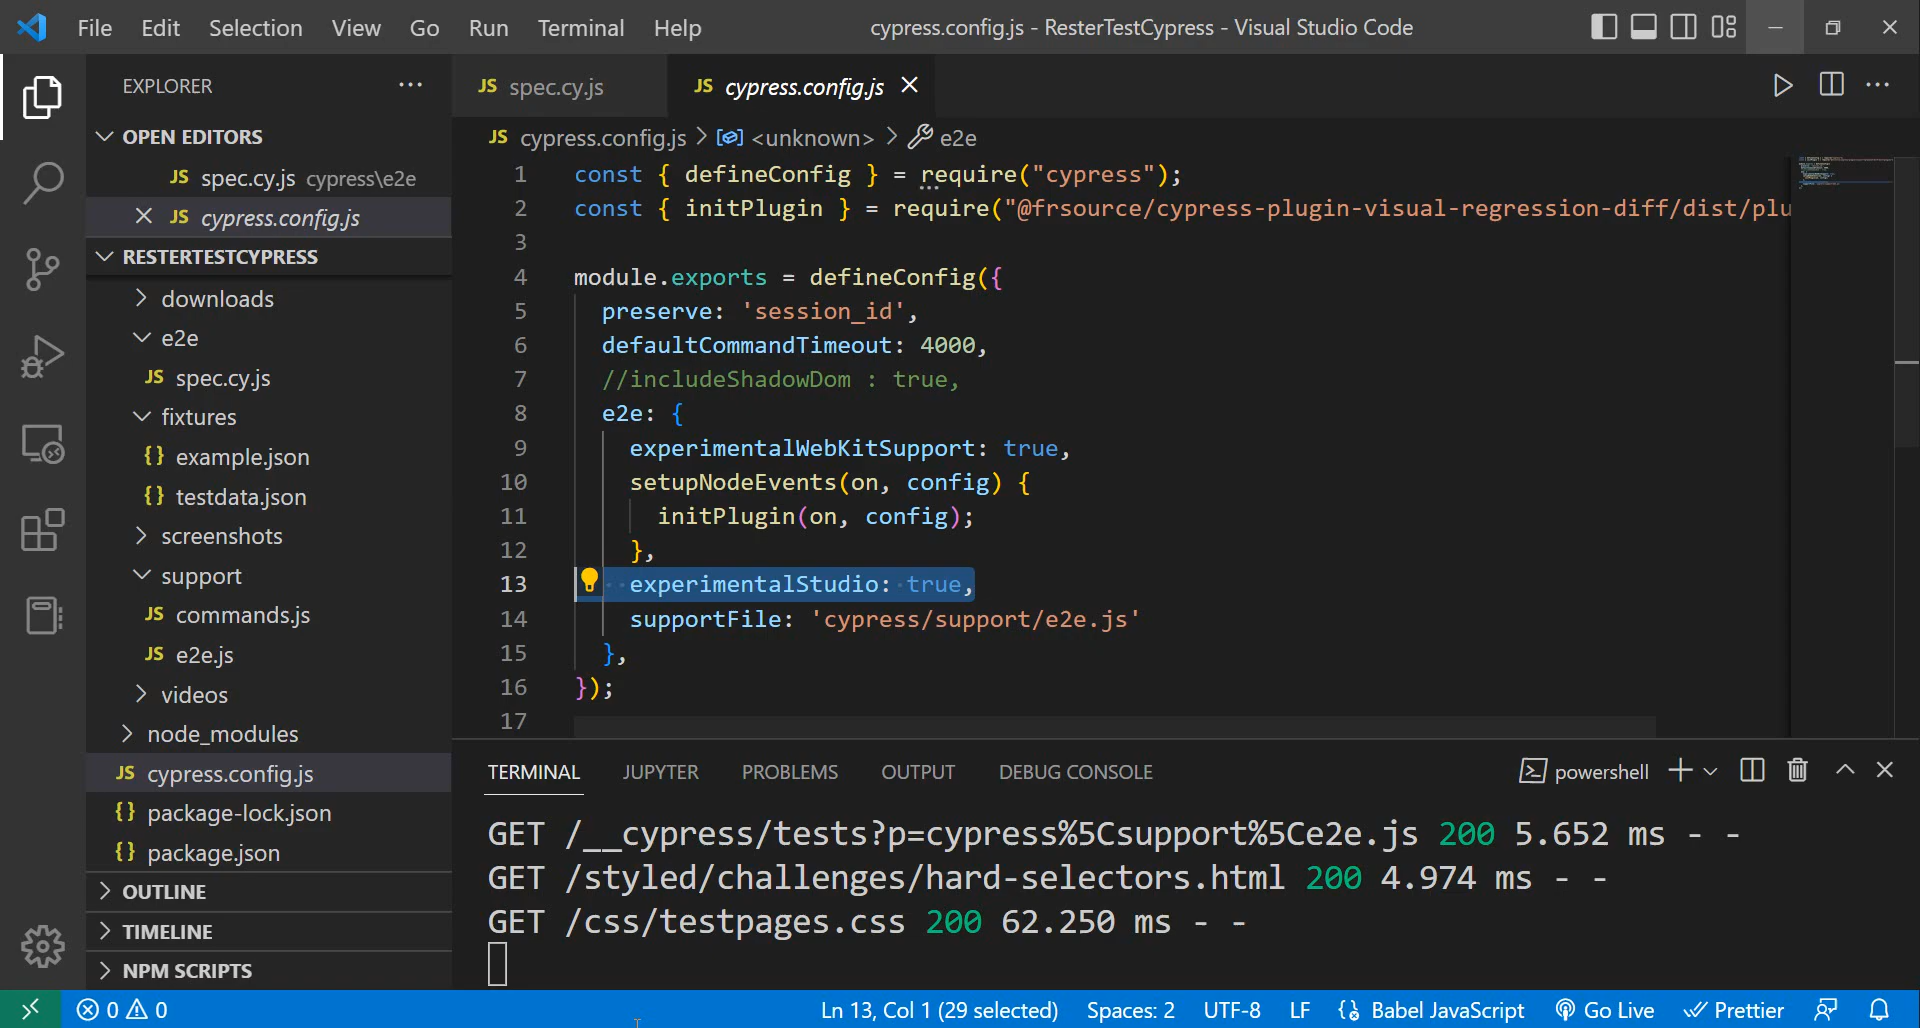 File Edit Selection View Go Run Terminal Help
cypress.config.js - ResterTestCypress - Visual Studio Code
EXPLORER
OPEN EDITORS
JS spec.cy.js cypress\e2e
JS cypress.config.js
RESTERTESTCYPRESS
downloads
e2e
JS spec.cy.js
fixtures
{} example.json
{} testdata.json
screenshots
support
JS commands.js
JS e2e.js
videos
node_modules
JS cypress.config.js
{} package-lock.json
{} package.json
OUTLINE
TIMELINE
NPM SCRIPTS
JS spec.cy.js JS cypress.config.js
JS cypress.config.js > <unknown> > e2e
1 const { defineConfig } = require("cypress");
2 const { initPlugin } = require("@frsource/cypress-plugin-visual-regression-diff/dist/plu
3
4 module.exports = defineConfig({
5 preserve: 'session_id',
6 defaultCommandTimeout: 4000,
7 //includeShadowDom : true,
8 e2e: {
9 experimentalWebKitSupport: true,
10 setupNodeEvents(on, config) {
11 initPlugin(on, config);
12 },
13 experimentalStudio: true,
14 supportFile: 'cypress/support/e2e.js'
15 },
16 });
17
TERMINAL JUPYTER PROBLEMS OUTPUT DEBUG CONSOLE powershell
GET /__cypress/tests?p=cypress%5Csupport%5Ce2e.js 200 5.652 ms - -
GET /styled/challenges/hard-selectors.html 200 4.974 ms - -
GET /css/testpages.css 200 62.250 ms - -
0 0 Ln 13, Col 1 (29 selected) Spaces: 2 UTF-8 LF {} Babel JavaScript Go Live Prettier